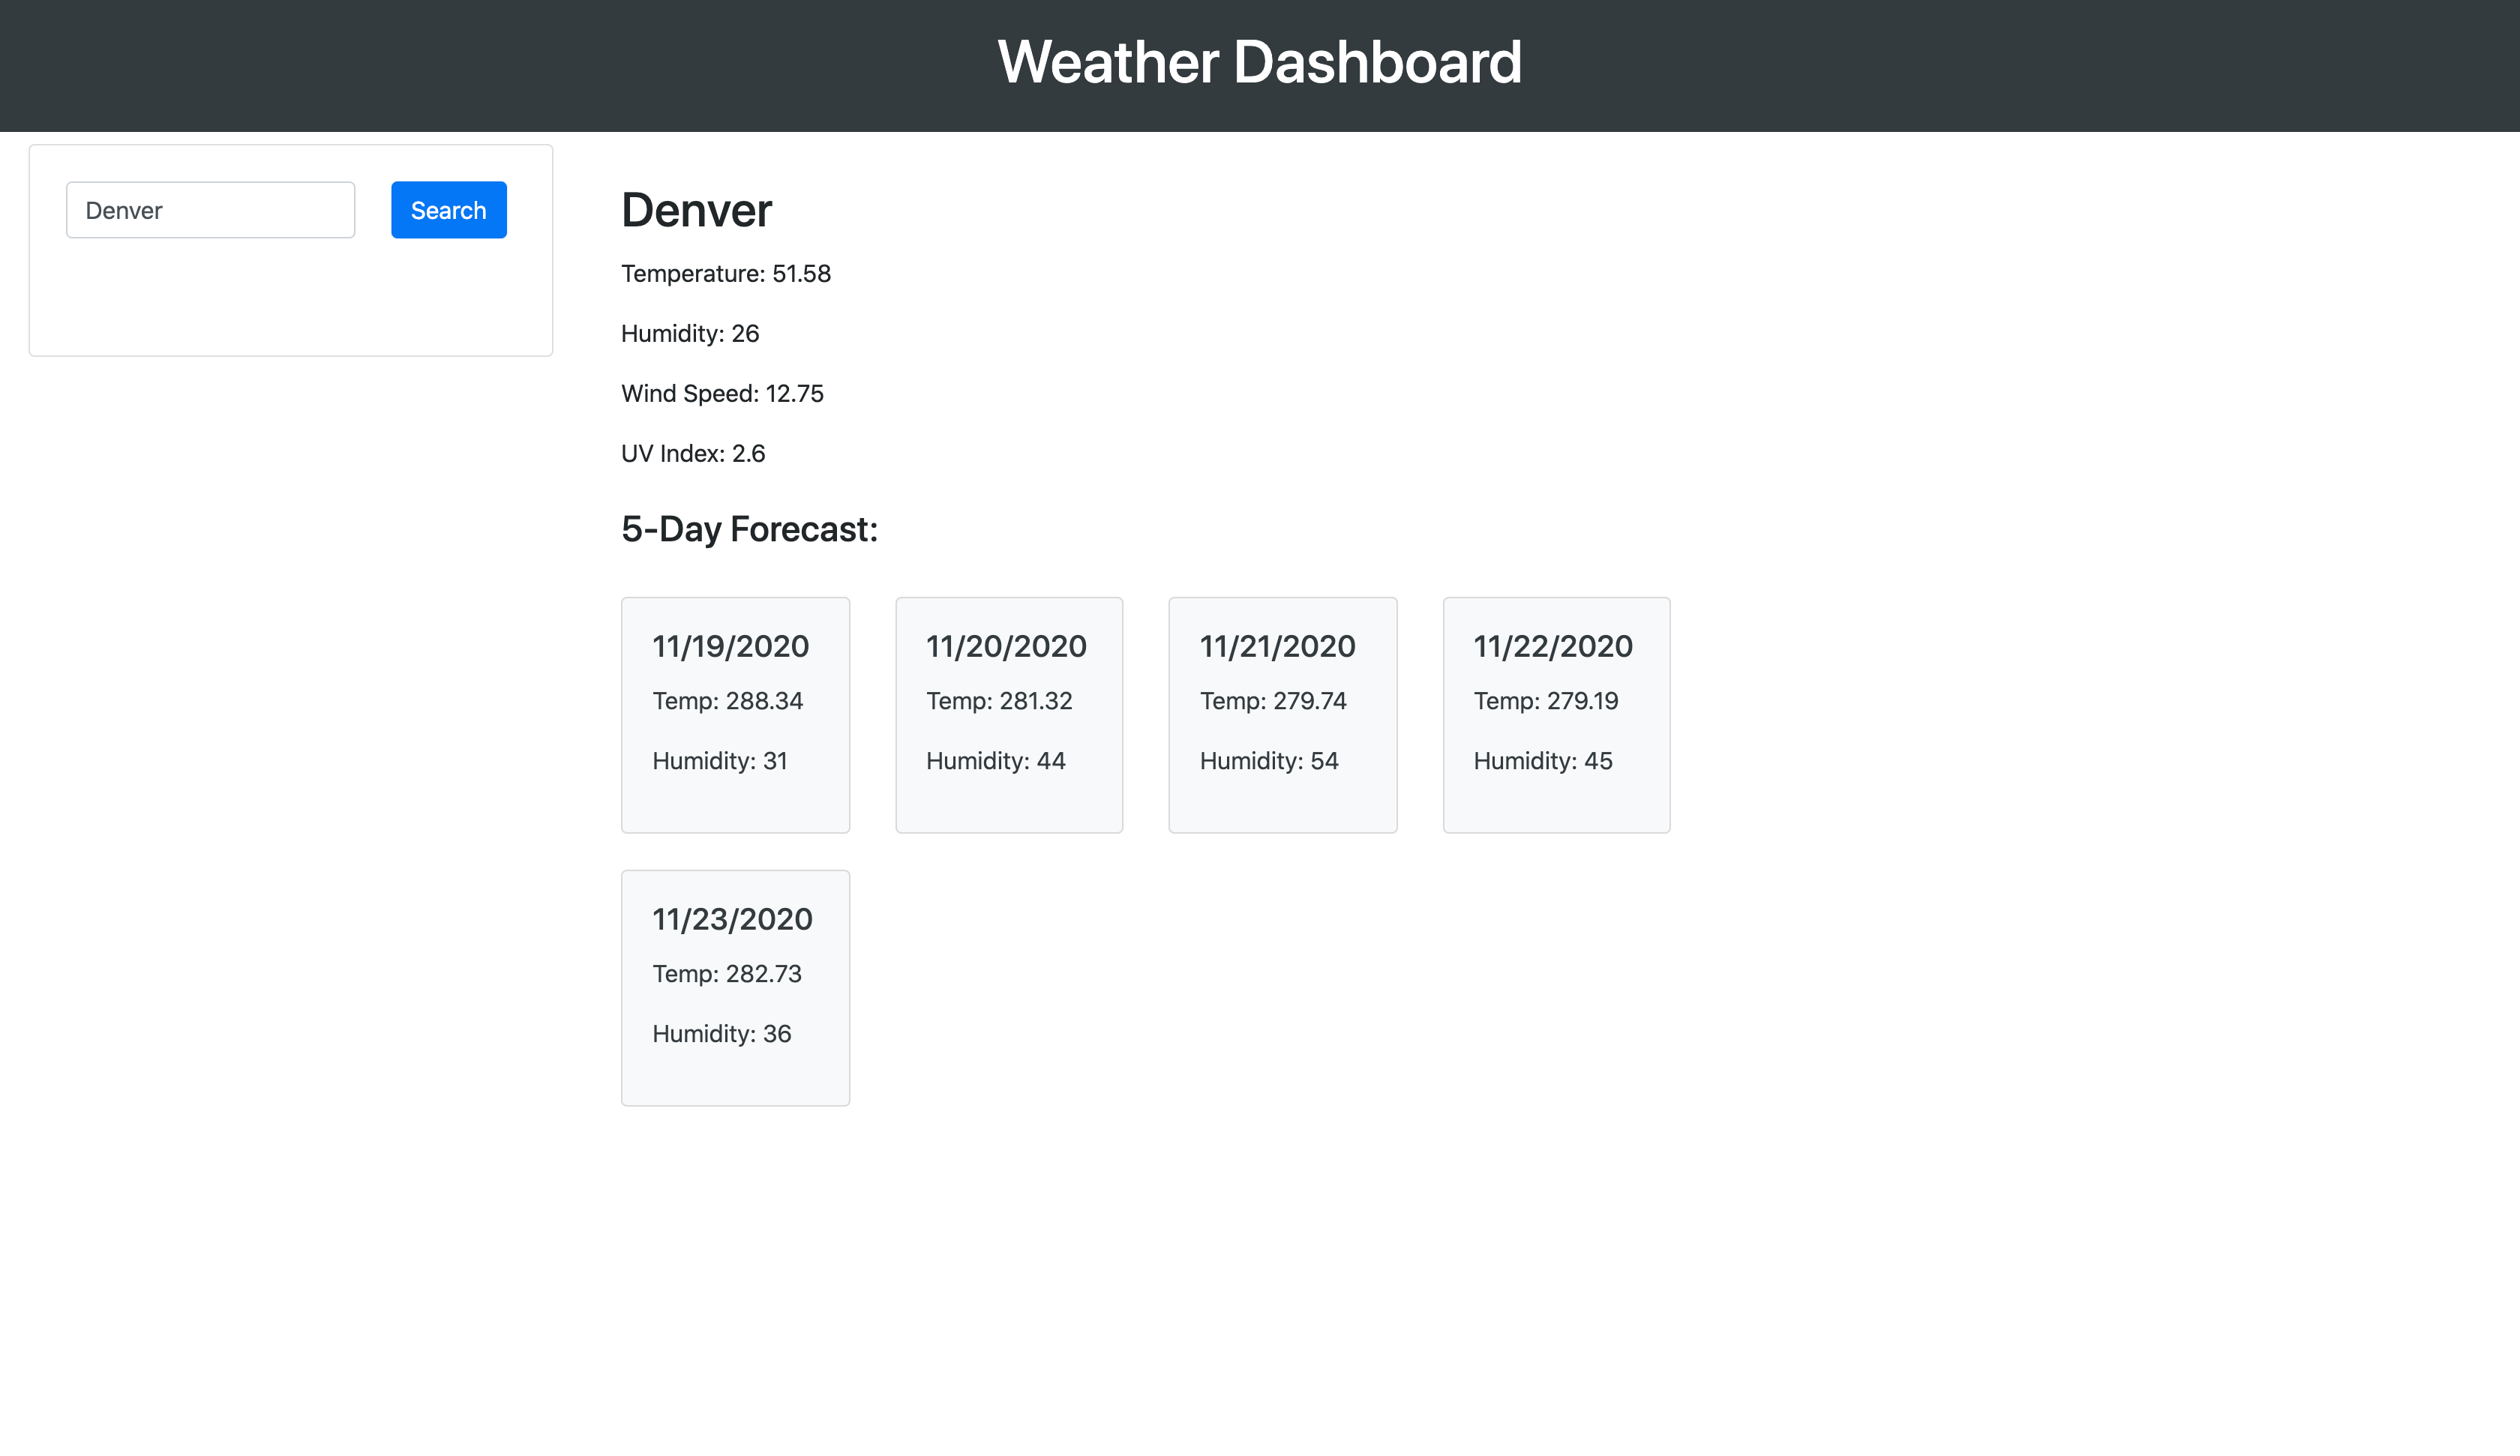 Weather Dashboard
Denver
Search
Denver
Temperature: 51.58
Humidity: 26
Wind Speed: 12.75
UV Index: 2.6
5-Day Forecast:
11/19/2020
Temp: 288.34
Humidity: 31
11/20/2020
Temp: 281.32
Humidity: 44
11/21/2020
Temp: 279.74
Humidity: 54
11/22/2020
Temp: 279.19
Humidity: 45
11/23/2020
Temp: 282.73
Humidity: 36